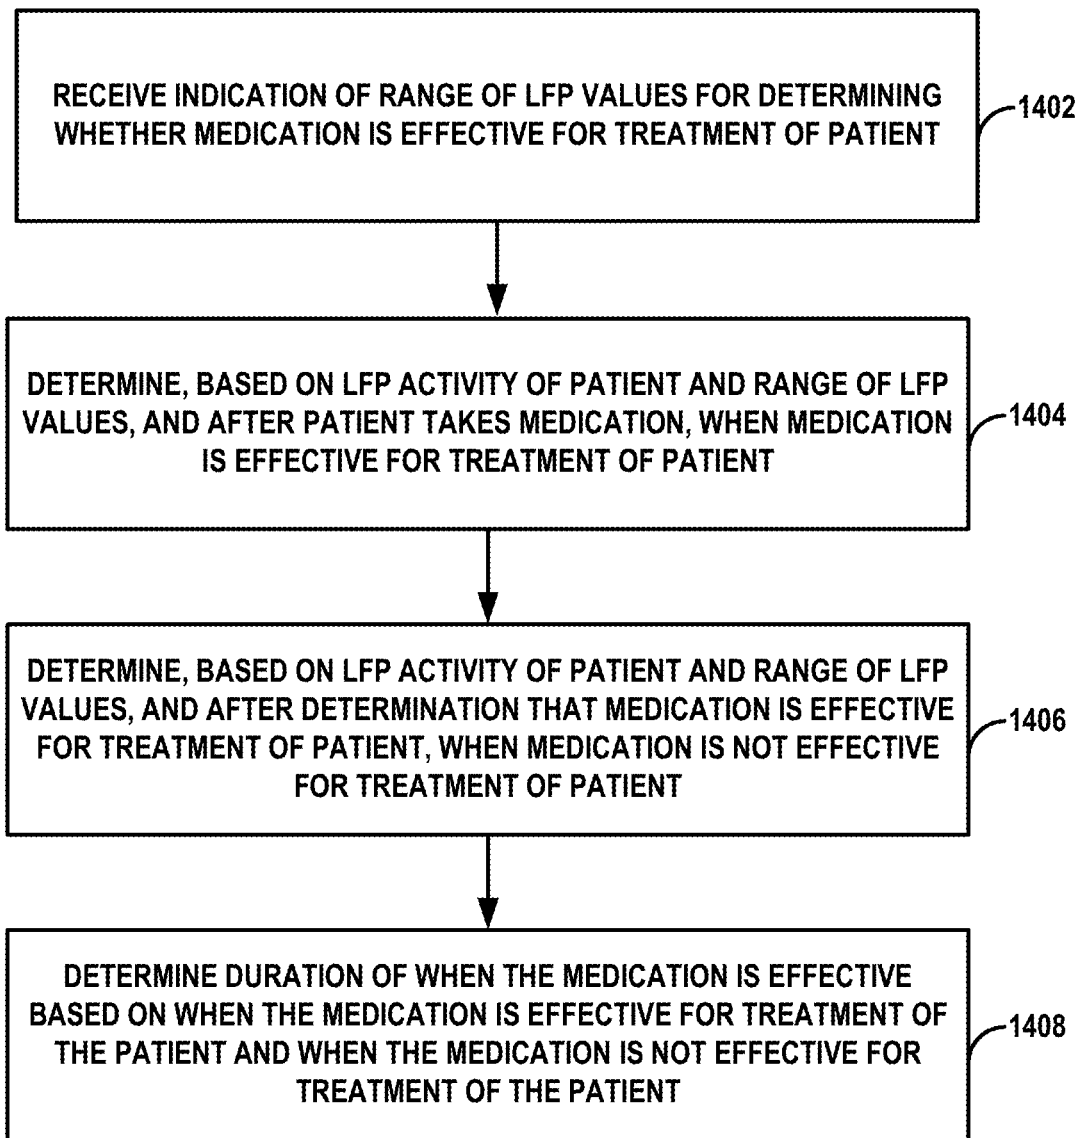 RECEIVE INDICATION OF RANGE OF LFP VALUES FOR DETERMINING
WHETHER MEDICATION IS EFFECTIVE FOR TREATMENT OF PATIENT
1402
DETERMINE, BASED ON LFP ACTIVITY OF PATIENT AND RANGE OF LFP
VALUES, AND AFTER PATIENT TAKES MEDICATION, WHEN MEDICATION
IS EFFECTIVE FOR TREATMENT OF PATIENT
1404
DETERMINE, BASED ON LFP ACTIVITY OF PATIENT AND RANGE OF LFP
VALUES, AND AFTER DETERMINATION THAT MEDICATION IS EFFECTIVE
FOR TREATMENT OF PATIENT, WHEN MEDICATION IS NOT EFFECTIVE
FOR TREATMENT OF PATIENT
1406
DETERMINE DURATION OF WHEN THE MEDICATION IS EFFECTIVE
BASED ON WHEN THE MEDICATION IS EFFECTIVE FOR TREATMENT OF
THE PATIENT AND WHEN THE MEDICATION IS NOT EFFECTIVE FOR
TREATMENT OF THE PATIENT
1408